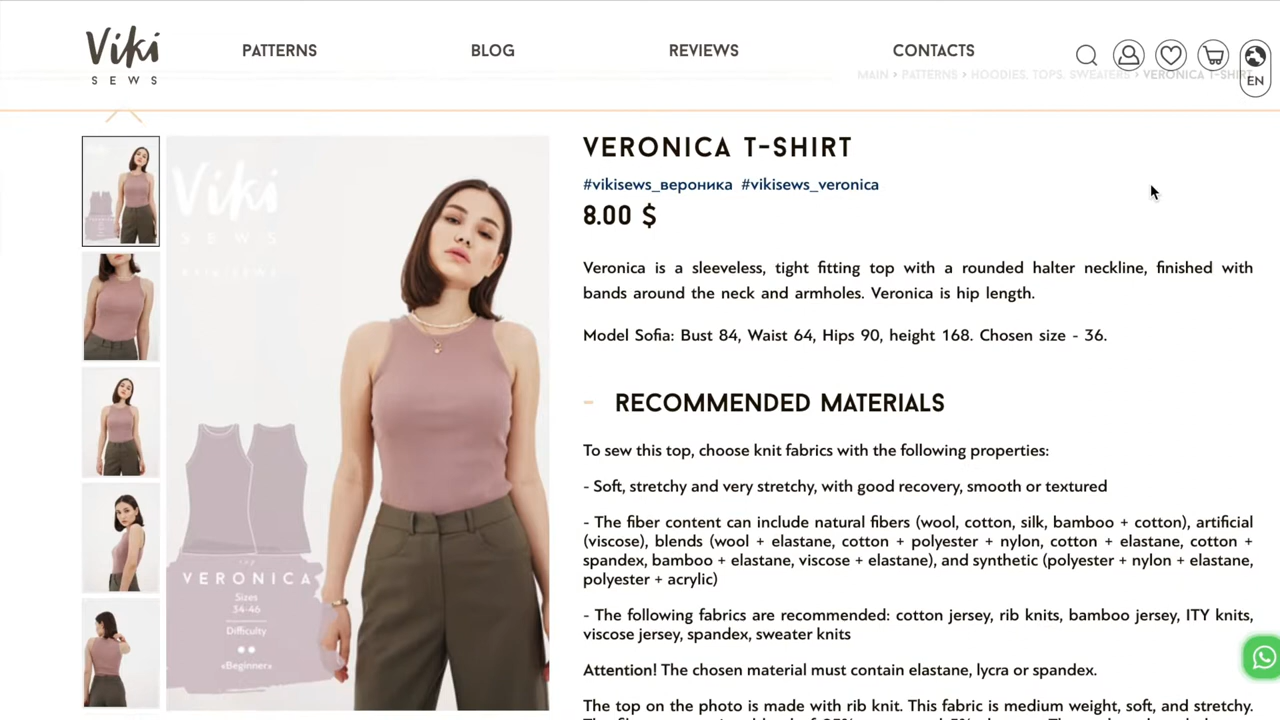 Viki
SEWS
PATTERNS
BLOG
REVIEWS
CONTACTS
EN
MAIN > PATTERNS > HOODIES, TOPS, SWEATERS > VERONICA T-SHIRT
Viki
SEWS
VERONICA
Sizes
34-46
Difficulty
«Beginner»
VERONICA T-SHIRT
#vikisews_вероника #vikisews_veronica
8.00 $
Veronica is a sleeveless, tight fitting top with a rounded halter neckline, finished with
bands around the neck and armholes. Veronica is hip length.
Model Sofia: Bust 84, Waist 64, Hips 90, height 168. Chosen size - 36.
- RECOMMENDED MATERIALS
To sew this top, choose knit fabrics with the following properties:
- Soft, stretchy and very stretchy, with good recovery, smooth or textured
- The fiber content can include natural fibers (wool, cotton, silk, bamboo + cotton), artificial
(viscose), blends (wool + elastane, cotton + polyester + nylon, cotton + elastane, cotton +
spandex, bamboo + elastane, viscose + elastane), and synthetic (polyester + nylon + elastane,
polyester + acrylic)
- The following fabrics are recommended: cotton jersey, rib knits, bamboo jersey, ITY knits,
viscose jersey, spandex, sweater knits
Attention! The chosen material must contain elastane, lycra or spandex.
The top on the photo is made with rib knit. This fabric is medium weight, soft, and stretchy.